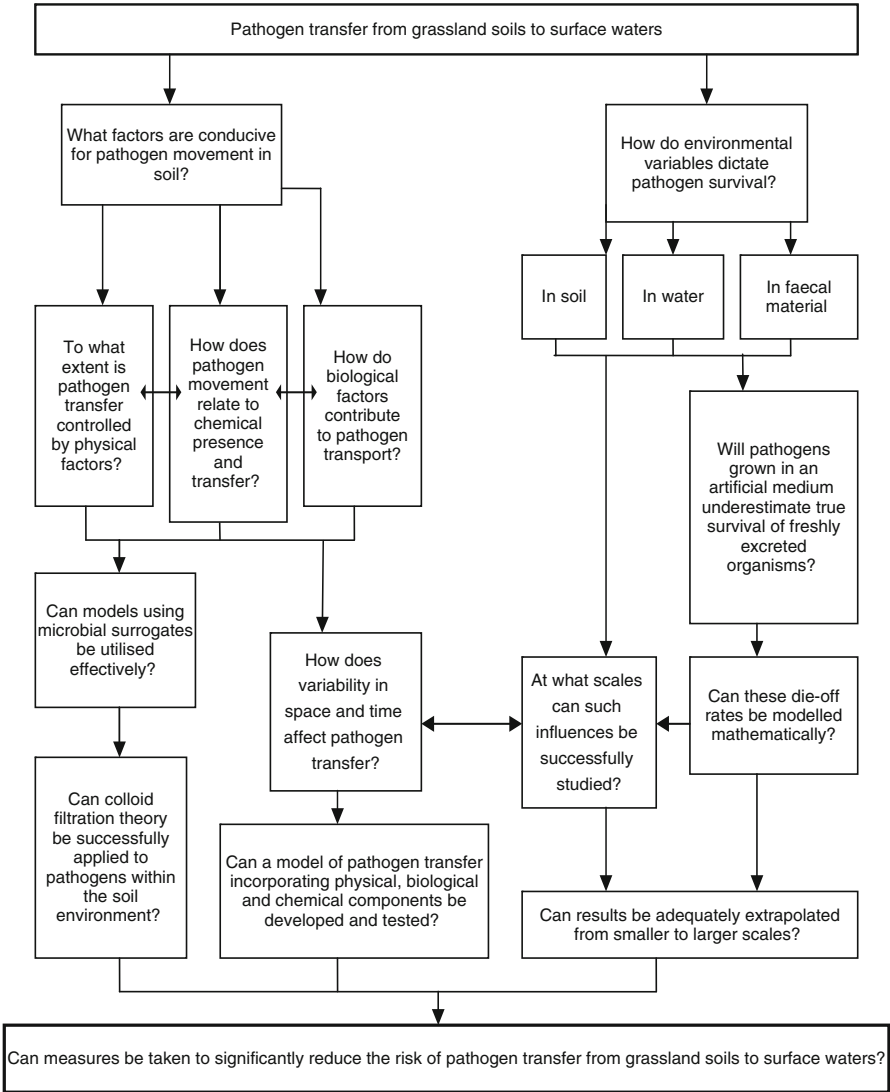 Pathogen transfer from grassland soils to surface waters
What factors are conducive
for pathogen movement in
soil?
How do environmental
variables dictate
pathogen survival?
In soil
In water
In faecal
material
To what
extent is
pathogen
transfer
controlled
by physical
factors?
How does
pathogen
movement
relate to
chemical
presence
and
transfer?
How do
biological
factors
contribute
to pathogen
transport?
Will pathogens
grown in an
artificial medium
underestimate true
survival of freshly
excreted
organisms?
Can models using
microbial surrogates
be utilised
effectively?
How does
variability in
space and time
affect pathogen
transfer?
At what scales
can such
influences be
successfully
studied?
Can these die-off
rates be modelled
mathematically?
Can colloid
filtration theory
be successfully
applied to
pathogens within
the soil
environment?
Can a model of pathogen transfer
incorporating physical, biological
and chemical components be
developed and tested?
Can results be adequately extrapolated
from smaller to larger scales?
Can measures be taken to significantly reduce the risk of pathogen transfer from grassland soils to surface waters?